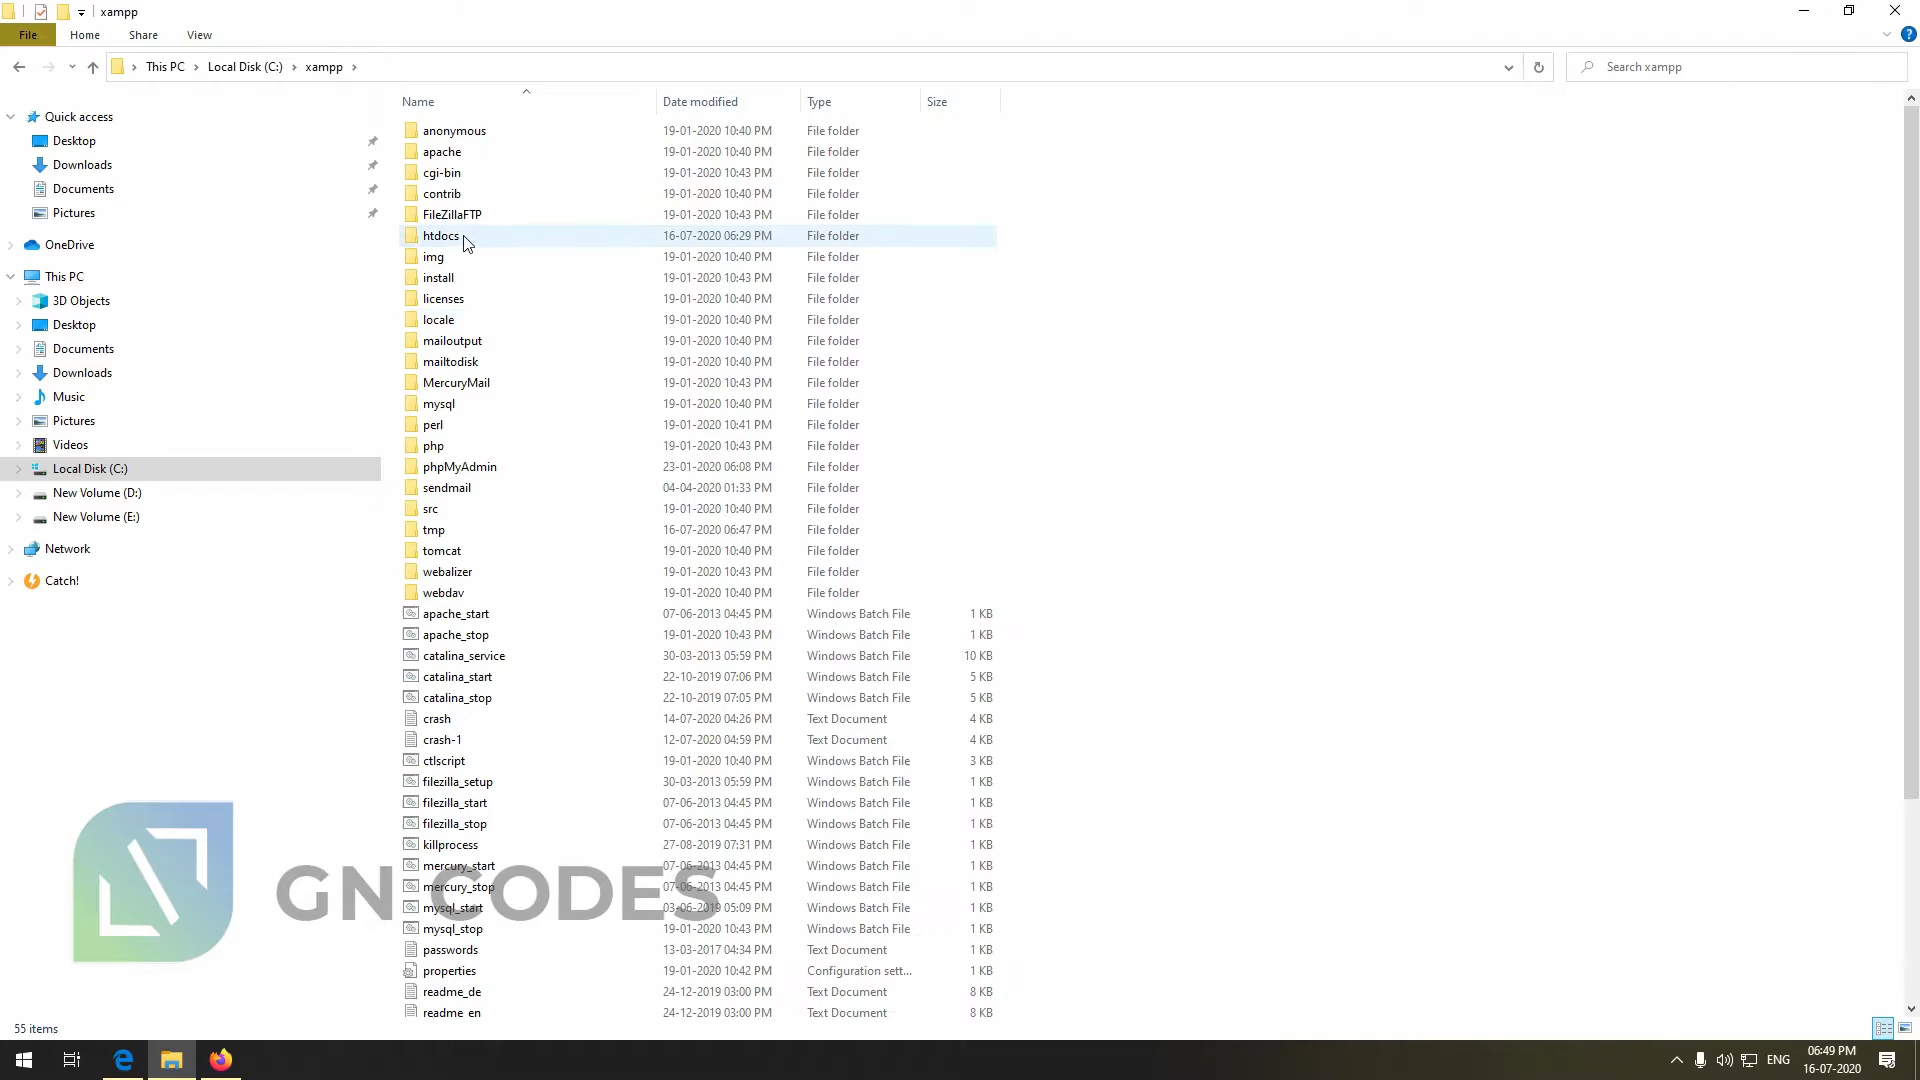 xampp
File Home Share View
This PC Local Disk (C:) xampp
Search xampp
Name Date modified Type Size
Quick access
Desktop
Downloads
Documents
Pictures
OneDrive
This PC
3D Objects
Desktop
Documents
Downloads
Music
Pictures
Videos
Local Disk (C:)
New Volume (D:)
New Volume (E:)
Network
Catch!
anonymous 19-01-2020 10:40 PM File folder
apache 19-01-2020 10:40 PM File folder
cgi-bin 19-01-2020 10:43 PM File folder
contrib 19-01-2020 10:40 PM File folder
FileZillaFTP 19-01-2020 10:43 PM File folder
htdocs 16-07-2020 06:29 PM File folder
img 19-01-2020 10:40 PM File folder
install 19-01-2020 10:43 PM File folder
licenses 19-01-2020 10:40 PM File folder
locale 19-01-2020 10:40 PM File folder
mailoutput 19-01-2020 10:40 PM File folder
mailtodisk 19-01-2020 10:40 PM File folder
MercuryMail 19-01-2020 10:43 PM File folder
mysql 19-01-2020 10:40 PM File folder
perl 19-01-2020 10:41 PM File folder
php 19-01-2020 10:43 PM File folder
phpMyAdmin 23-01-2020 06:08 PM File folder
sendmail 04-04-2020 01:33 PM File folder
src 19-01-2020 10:40 PM File folder
tmp 16-07-2020 06:47 PM File folder
tomcat 19-01-2020 10:40 PM File folder
webalizer 19-01-2020 10:43 PM File folder
webdav 19-01-2020 10:40 PM File folder
apache_start 07-06-2013 04:45 PM Windows Batch File 1 KB
apache_stop 19-01-2020 10:43 PM Windows Batch File 1 KB
catalina_service 30-03-2013 05:59 PM Windows Batch File 10 KB
catalina_start 22-10-2019 07:06 PM Windows Batch File 5 KB
catalina_stop 22-10-2019 07:05 PM Windows Batch File 5 KB
crash 14-07-2020 04:26 PM Text Document 4 KB
crash-1 12-07-2020 04:59 PM Text Document 4 KB
ctlscript 19-01-2020 10:40 PM Windows Batch File 3 KB
filezilla_setup 30-03-2013 05:59 PM Windows Batch File 1 KB
filezilla_start 07-06-2013 04:45 PM Windows Batch File 1 KB
filezilla_stop 07-06-2013 04:45 PM Windows Batch File 1 KB
killprocess 27-08-2019 07:31 PM Windows Batch File 1 KB
mercury_start 07-06-2013 04:45 PM Windows Batch File 1 KB
mercury_stop 07-06-2013 04:45 PM Windows Batch File 1 KB
mysql_start 03-06-2019 05:09 PM Windows Batch File 1 KB
mysql_stop 19-01-2020 10:43 PM Windows Batch File 1 KB
passwords 13-03-2017 04:34 PM Text Document 1 KB
properties 19-01-2020 10:42 PM Configuration sett... 1 KB
readme_de 24-12-2019 03:00 PM Text Document 8 KB
readme_en 24-12-2019 03:00 PM Text Document 8 KB
GN CODES
55 items
ENG
06:49 PM
16-07-2020